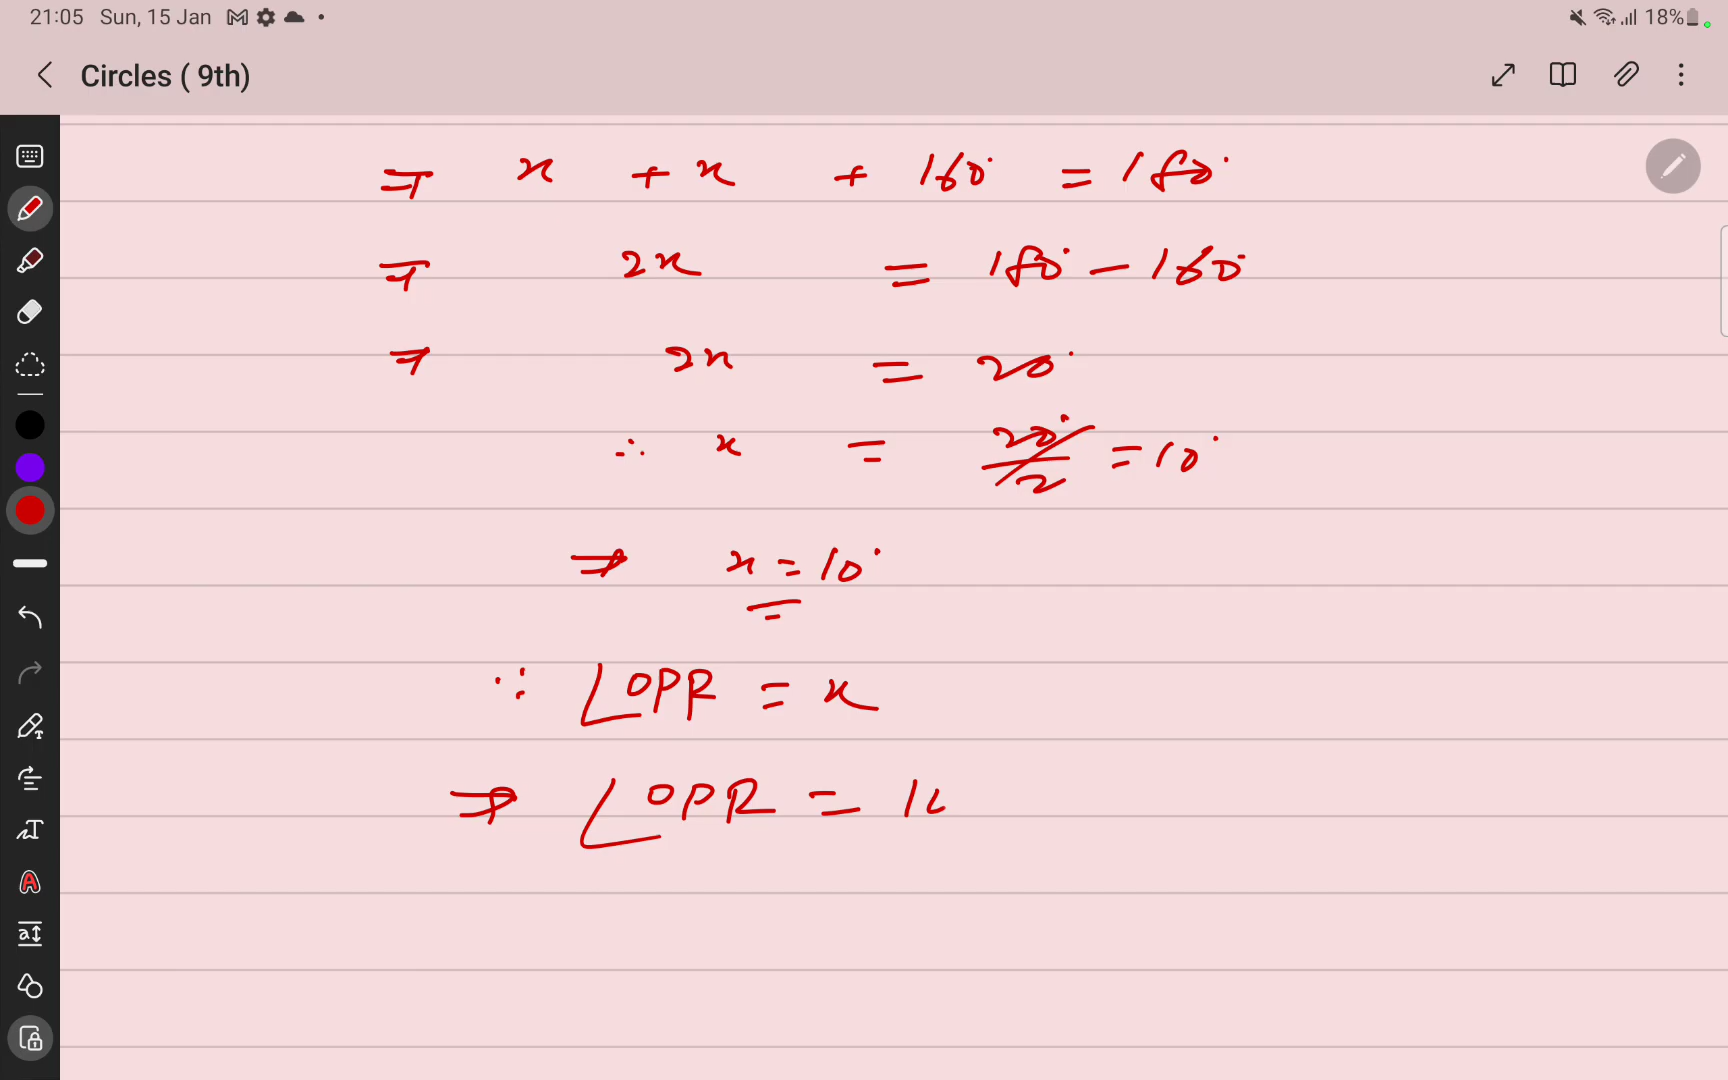 21:05 Sun, 15 Jan
18%
Circles ( 9th)
⇒ x + x + 160° = 180°
⇒ 2x = 180° - 160°
⇒ 2x = 20°
∴ x = 20°/2 = 10°
⇒ x = 10°
∵ ∠OPR = x
⇒ ∠OPR = 10